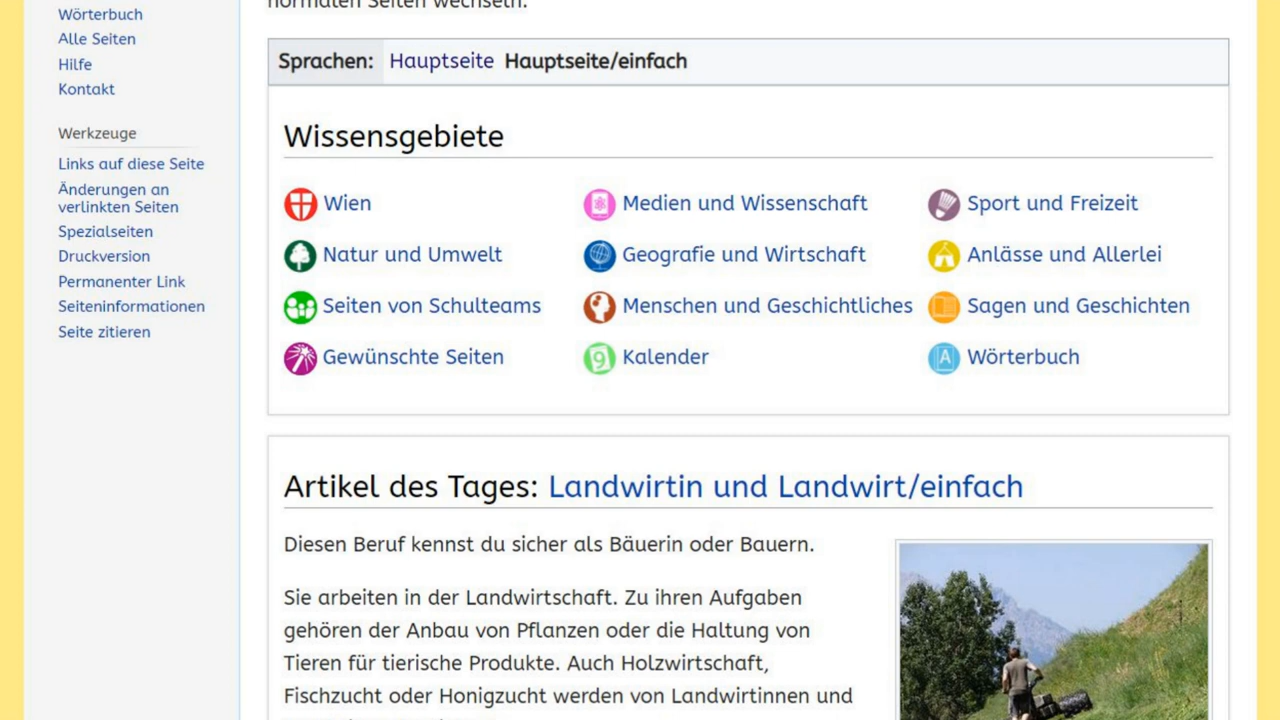 normalen Seiten wechseln.
Wörterbuch
Alle Seiten
Hilfe
Kontakt
Werkzeuge
Links auf diese Seite
Änderungen an
verlinkten Seiten
Spezialseiten
Druckversion
Permanenter Link
Seiteninformationen
Seite zitieren
Sprachen: Hauptseite Hauptseite/einfach
Wissensgebiete
Wien
Medien und Wissenschaft
Sport und Freizeit
Natur und Umwelt
Geografie und Wirtschaft
Anlässe und Allerlei
Seiten von Schulteams
Menschen und Geschichtliches
Sagen und Geschichten
Gewünschte Seiten
Kalender
Wörterbuch
Artikel des Tages: Landwirtin und Landwirt/einfach
Diesen Beruf kennst du sicher als Bäuerin oder Bauern.
Sie arbeiten in der Landwirtschaft. Zu ihren Aufgaben
gehören der Anbau von Pflanzen oder die Haltung von
Tieren für tierische Produkte. Auch Holzwirtschaft,
Fischzucht oder Honigzucht werden von Landwirtinnen und